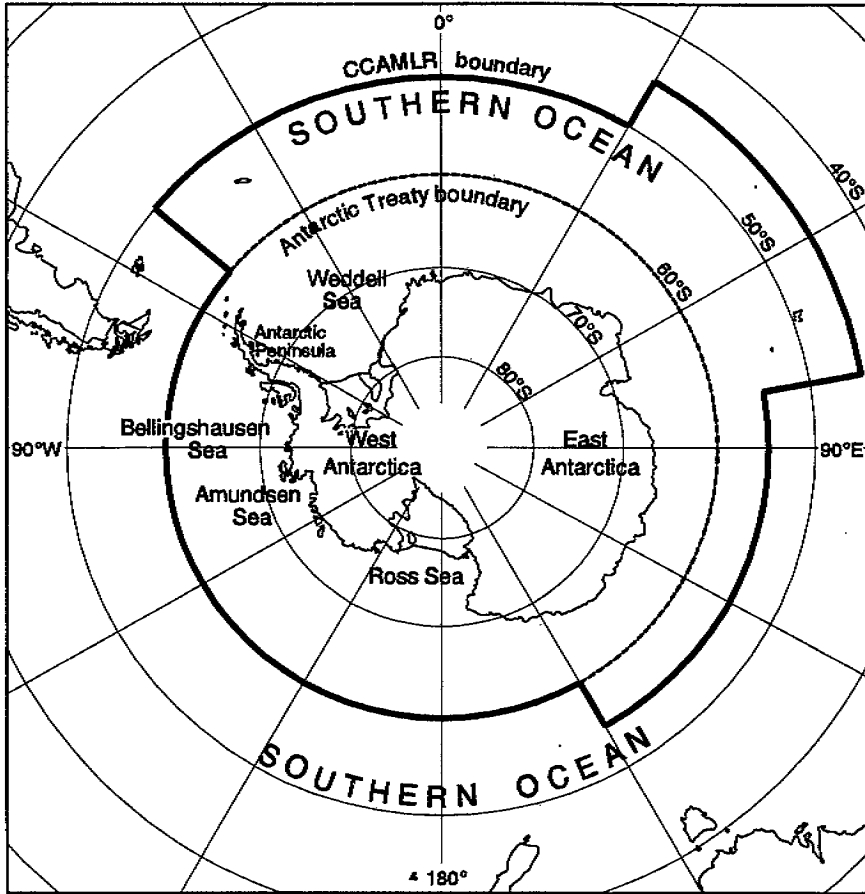 0°
CCAMLR boundary
SOUTHERN OCEAN
40°S
50°S
Antarctic Treaty boundary
60°S
Weddell
Sea
70°S
Antarctic
Peninsula
80°S
90°W
Bellingshausen
Sea
West
Antarctica
East
Antarctica
90°E
Amundsen
Sea
Ross Sea
SOUTHERN OCEAN
180°